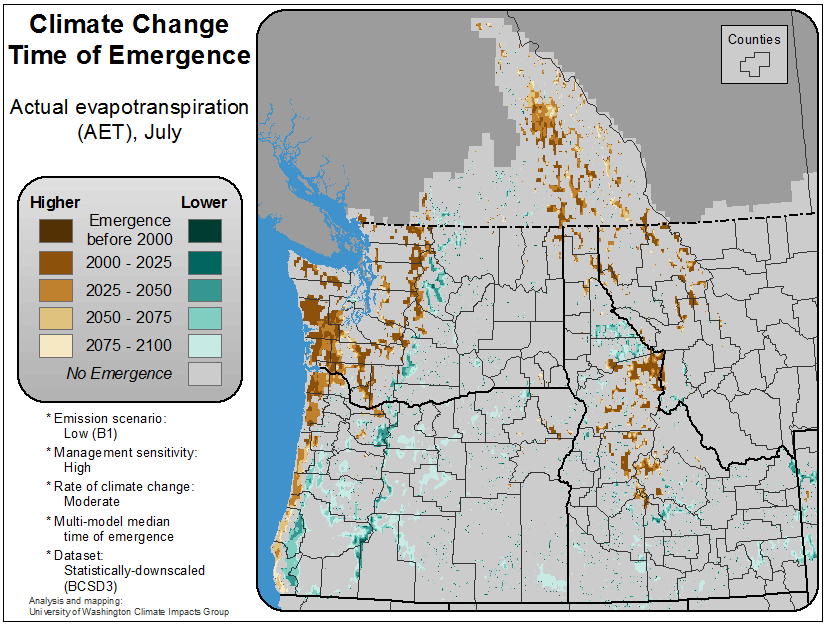 Climate Change
Time of Emergence
Actual evapotranspiration
(AET), July
Higher Lower
Emergence
before 2000
2000 - 2025
2025 - 2050
2050 - 2075
2075 - 2100
No Emergence
* Emission scenario:
Low (B1)
* Management sensitivity:
High
* Rate of climate change:
Moderate
* Multi-model median
time of emergence
* Dataset:
Statistically-downscaled
(BCSD3)
Analysis and mapping:
University of Washington Climate Impacts Group
Counties